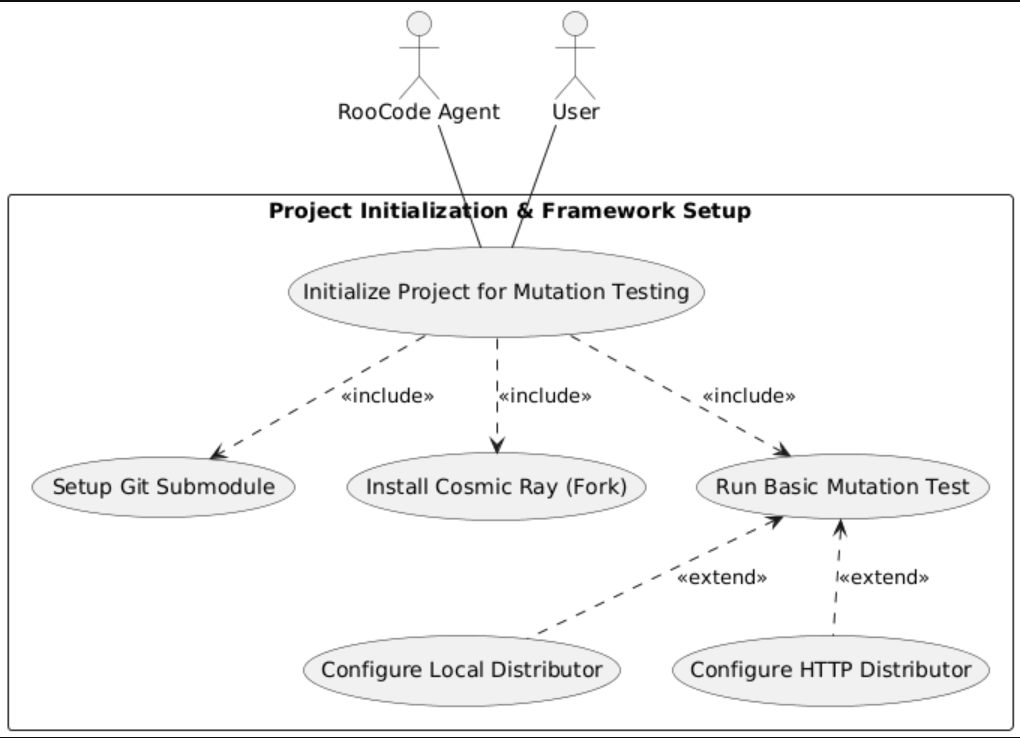 RooCode Agent
User
Project Initialization & Framework Setup
Initialize Project for Mutation Testing
«include»
«include»
«include»
Setup Git Submodule
Install Cosmic Ray (Fork)
Run Basic Mutation Test
«extend»
«extend»
Configure Local Distributor
Configure HTTP Distributor